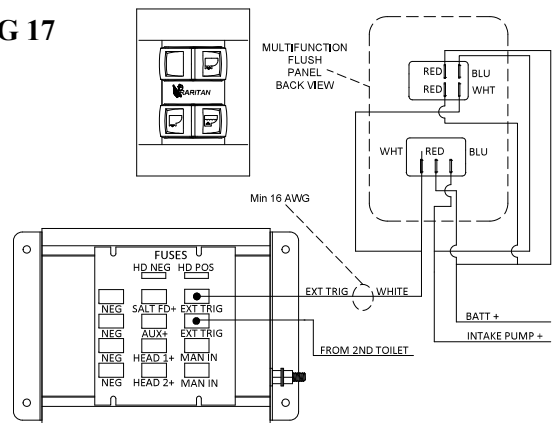 G 17
RARITAN
MULTIFUNCTION
FLUSH
PANEL
BACK VIEW
RED BLU
RED WHT
WHT RED BLU
Min 16 AWG
FUSES
HD NEG HD POS
EXT TRIG WHITE
NEG SALT FD+ EXT TRIG
BATT +
NEG AUX+ EXT TRIG
INTAKE PUMP +
FROM 2ND TOILET
NEG HEAD 1+ MAN IN
NEG HEAD 2+ MAN IN